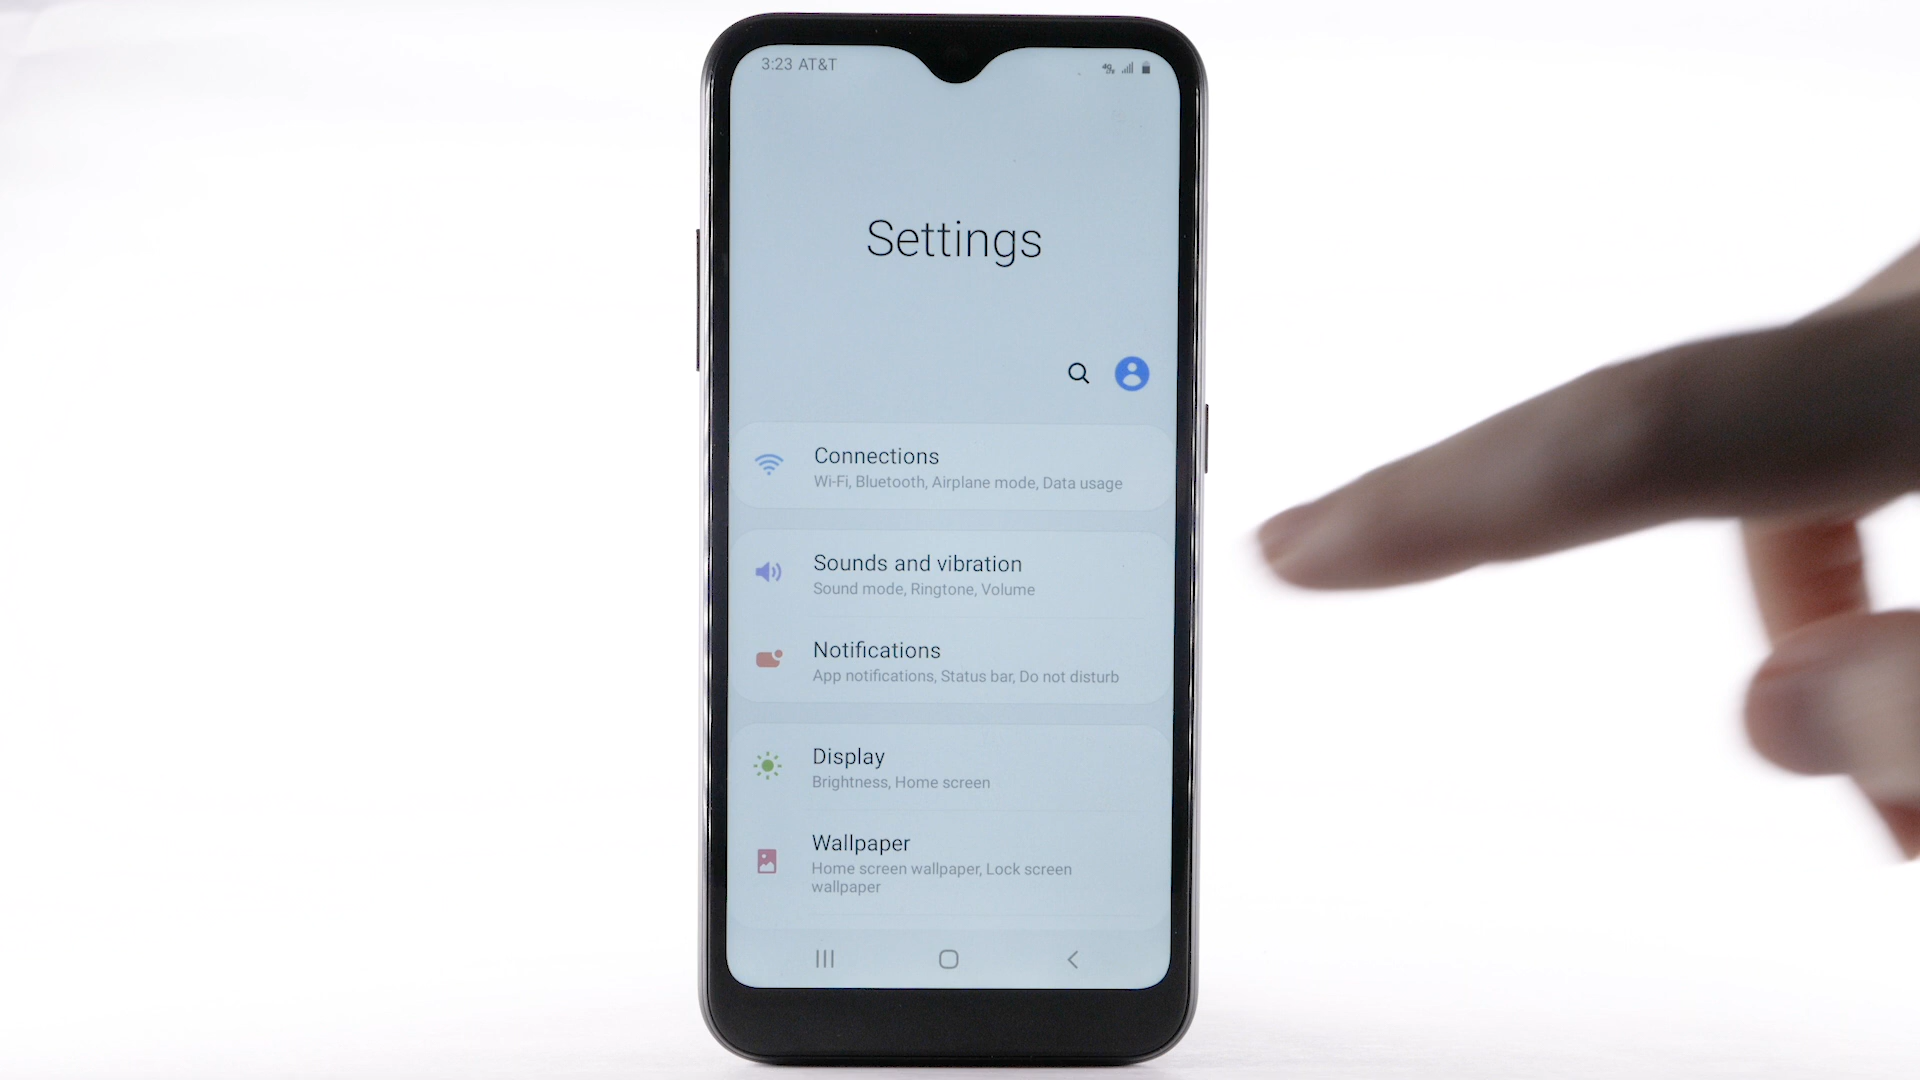 3:23 AT&T
Settings
Connections
Wi-Fi, Bluetooth, Airplane mode, Data usage
Sounds and vibration
Sound mode, Ringtone, Volume
Notifications
App notifications, Status bar, Do not disturb
Display
Brightness, Home screen
Wallpaper
Home screen wallpaper, Lock screen
wallpaper